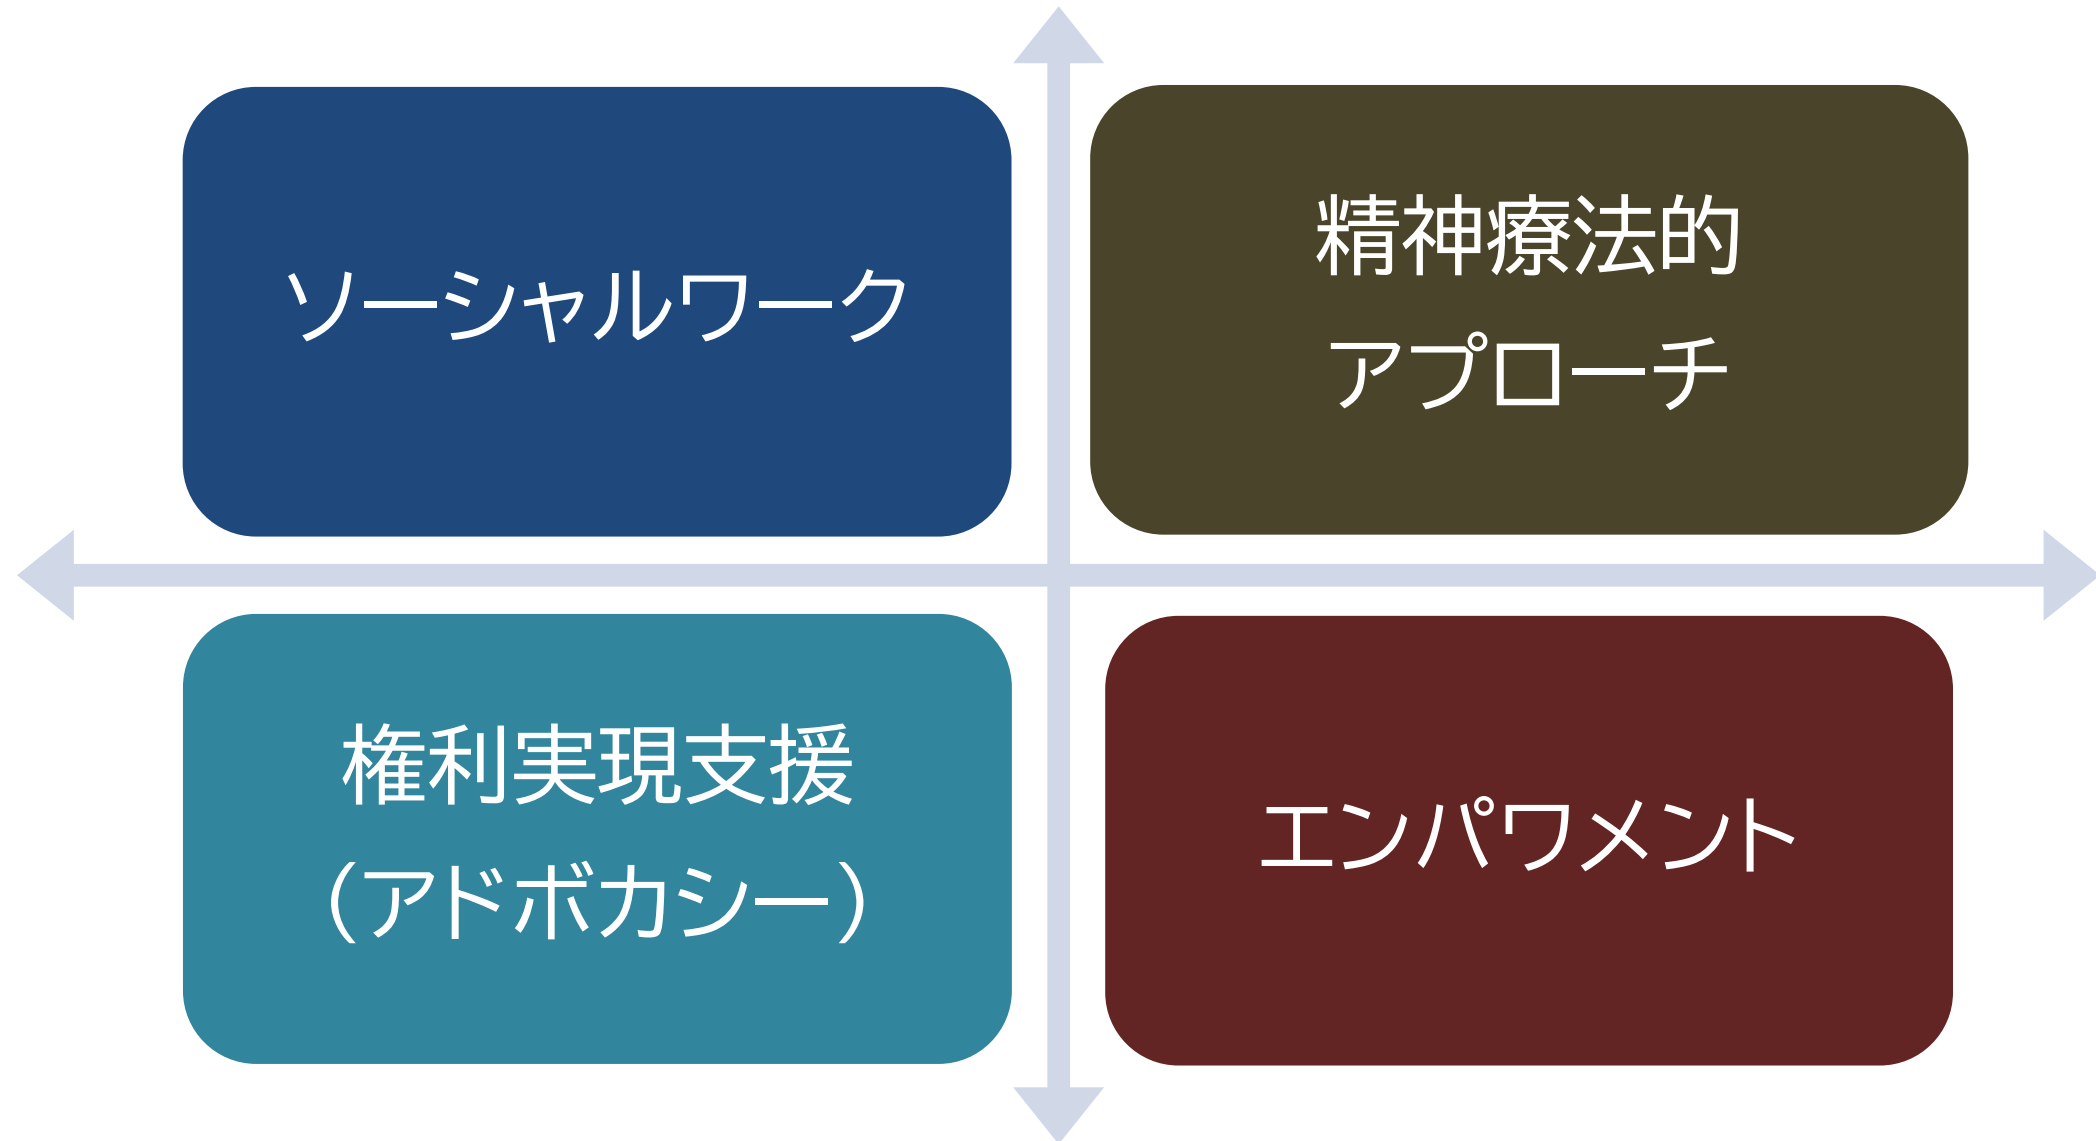 ソーシャルワーク
精神療法的
アプローチ
権利実現支援
（アドボカシー）
エンパワメント